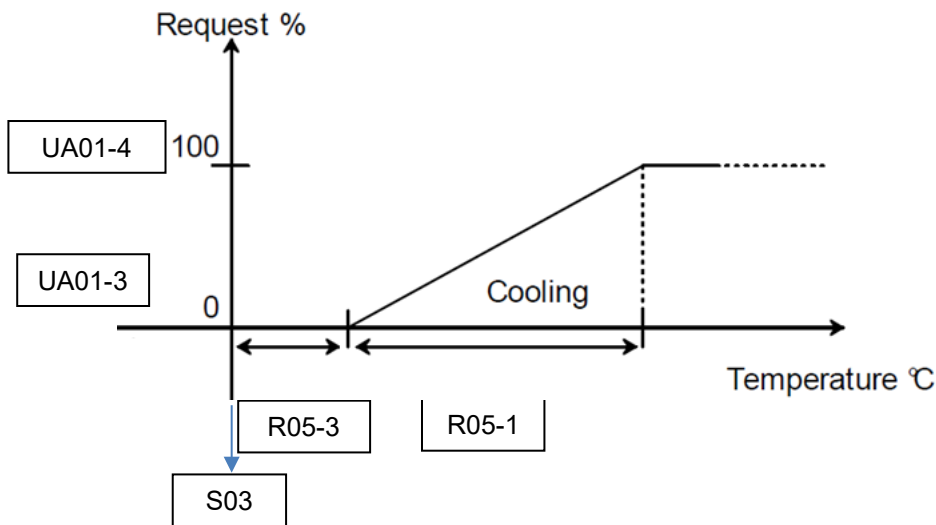 Request %
UA01-4
100
UA01-3
0
Cooling
Temperature °C
R05-3
R05-1
S03